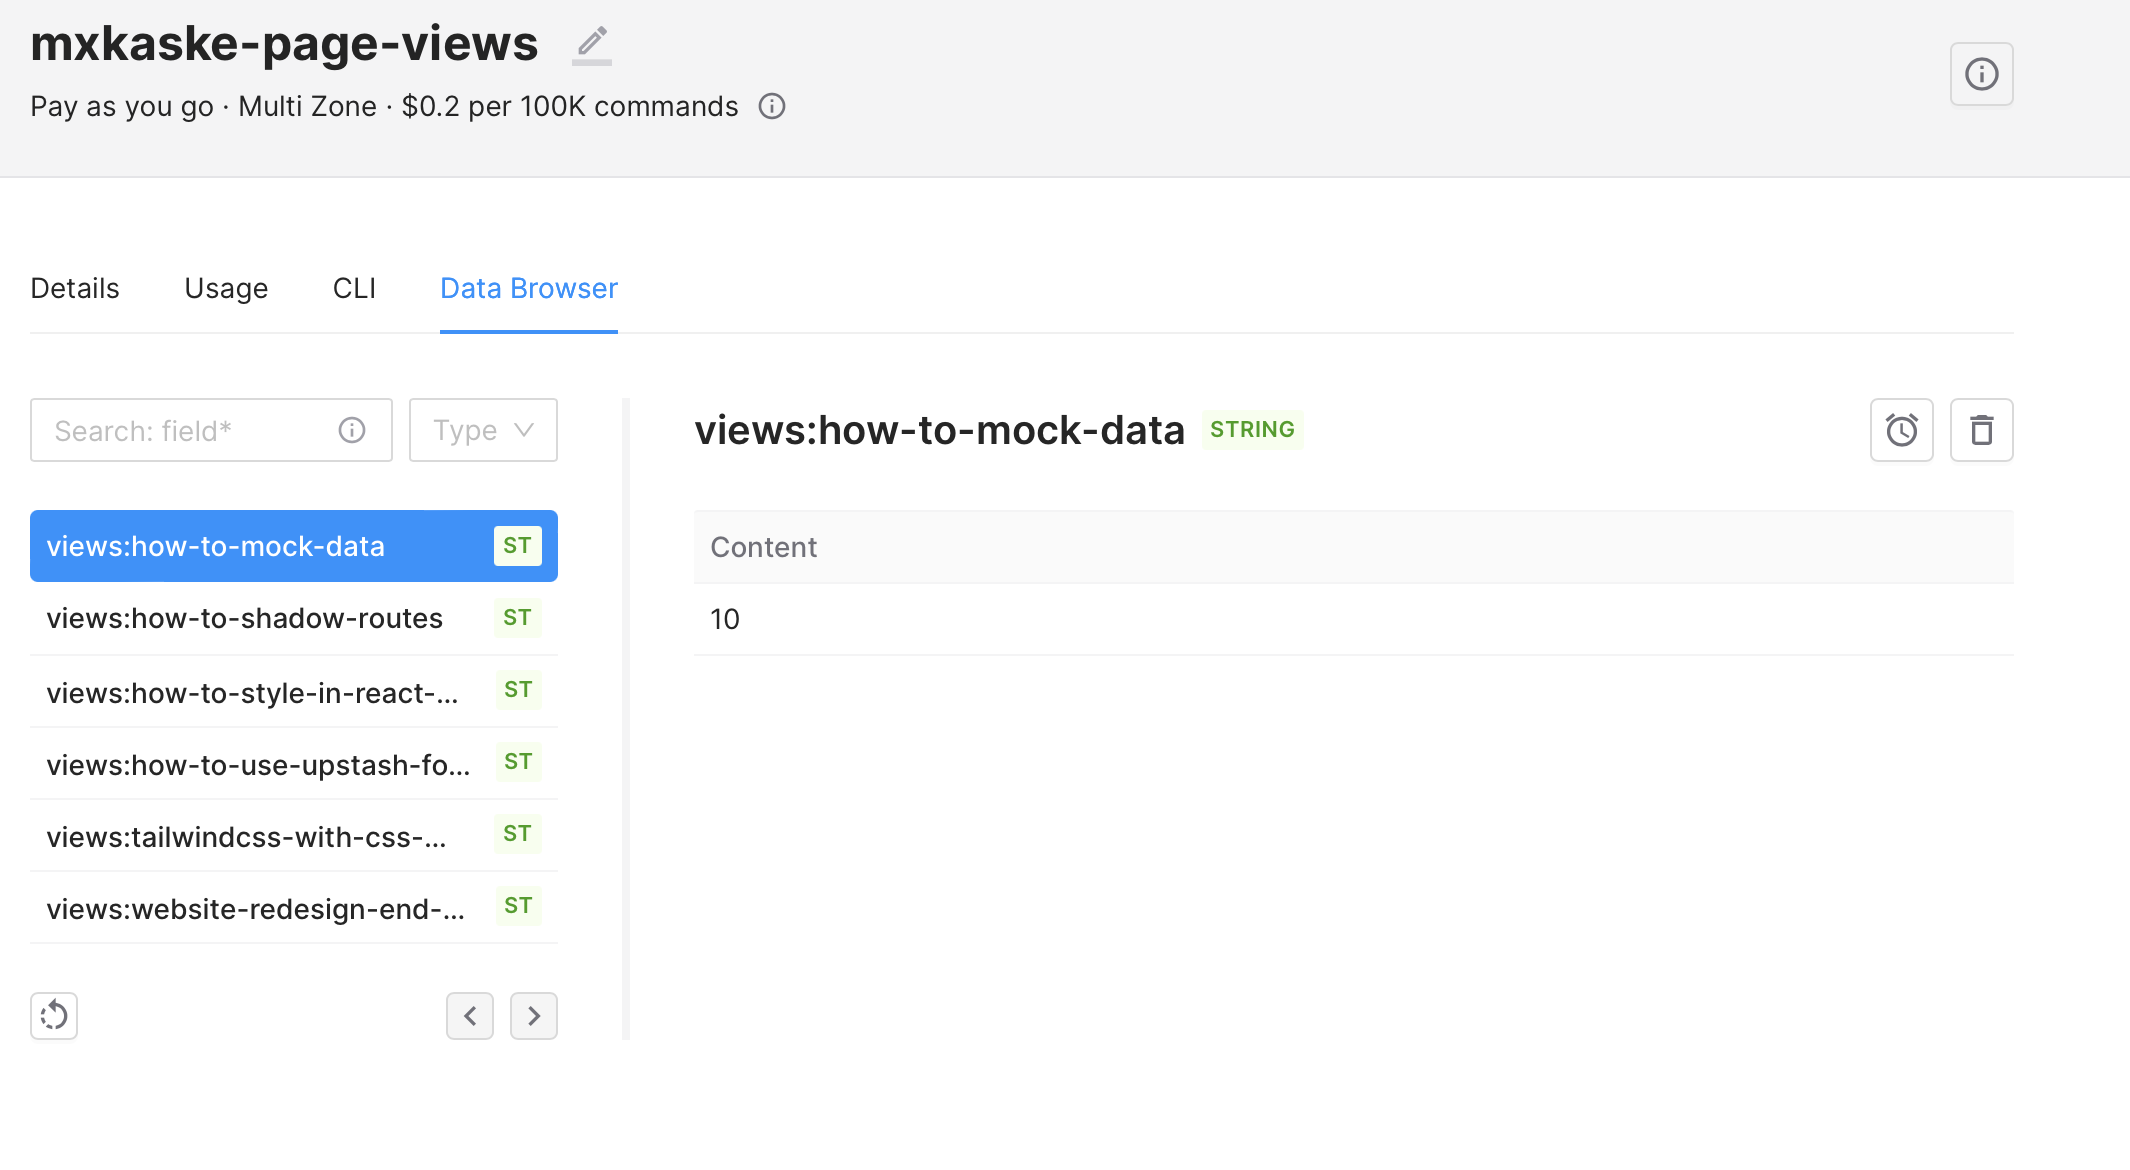 mxkaske-page-views
Pay as you go · Multi Zone · $0.2 per 100K commands
Details Usage CLI Data Browser
Search: field* Type
views:how-to-mock-data STRING
views:how-to-mock-data ST
views:how-to-shadow-routes ST
views:how-to-style-in-react-... ST
views:how-to-use-upstash-fo... ST
views:tailwindcss-with-css-... ST
views:website-redesign-end-... ST
Content
10